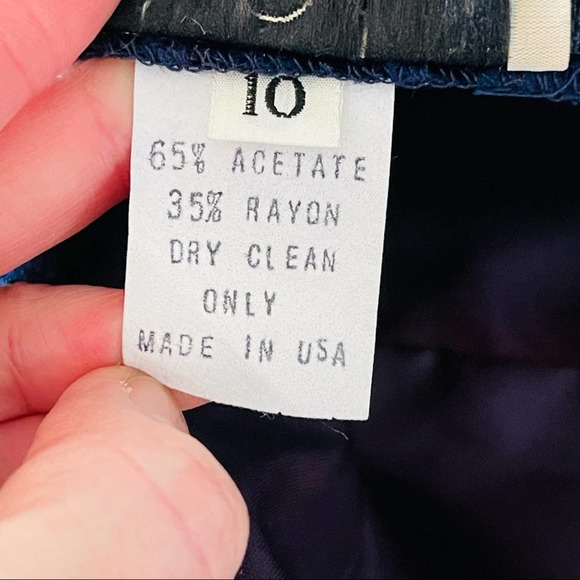 10
65% ACETATE
35% RAYON
DRY CLEAN
ONLY
MADE IN USA